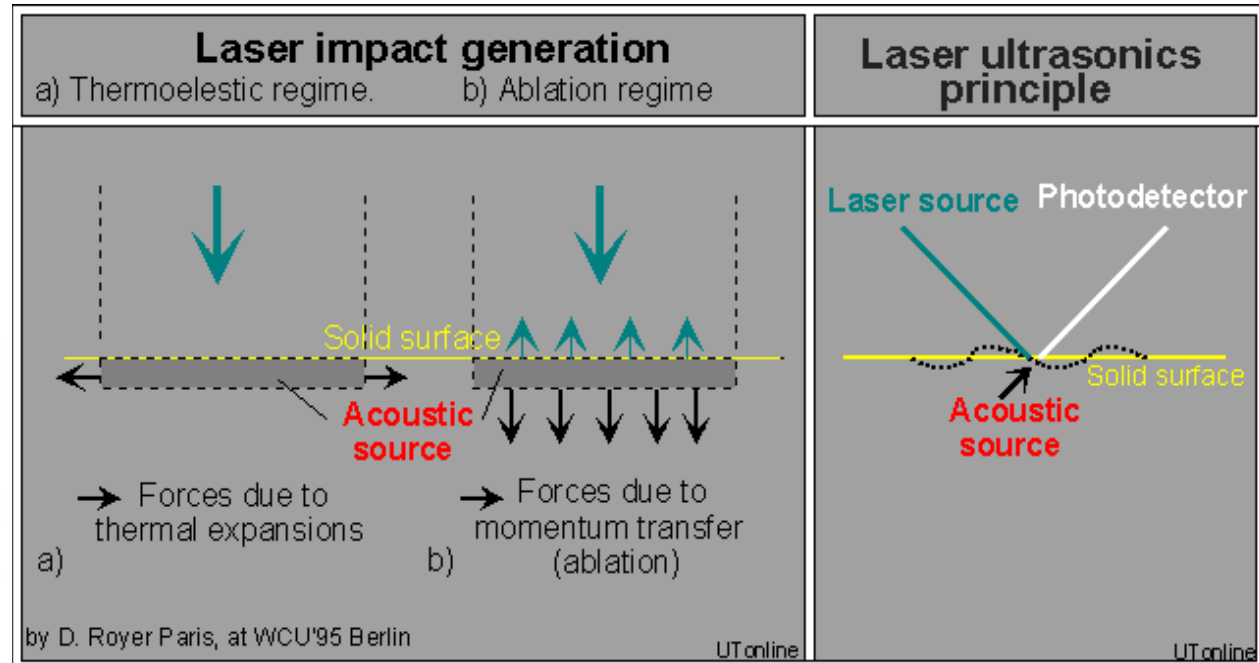 Laser impact generation
a) Thermoelestic regime. b) Ablation regime
Solid surface
Acoustic
source
Forces due to
thermal expansions
a)
Forces due to
momentum transfer
(ablation)
b)
by D. Royer Paris, at WCU'95 Berlin
UTonline
Laser ultrasonics
principle
Laser source
Photodetector
Solid surface
Acoustic
source
UTonline